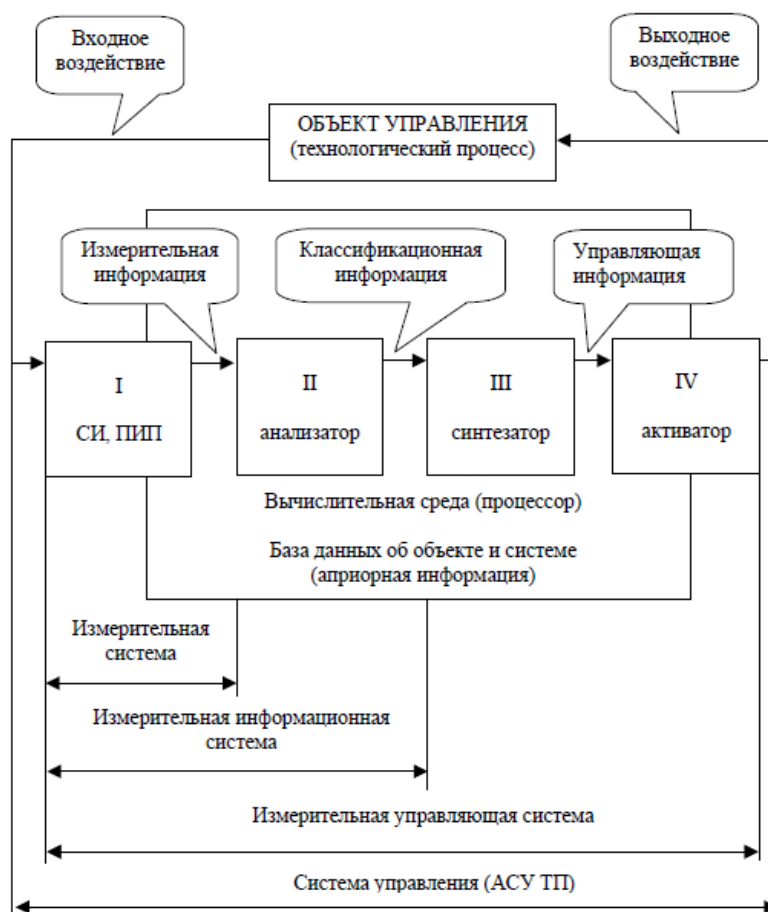 Входное
воздействие
Выходное
воздействие
ОБЪЕКТ УПРАВЛЕНИЯ
(технологический процесс)
Измерительная
информация
Классификационная
информация
Управляющая
информация
I
СИ, ПИП
II
анализатор
III
синтезатор
IV
активатор
Вычислительная среда (процессор)
База данных об объекте и системе
(априорная информация)
Измерительная
система
Измерительная информационная
система
Измерительная управляющая система
Система управления (АСУ ТП)